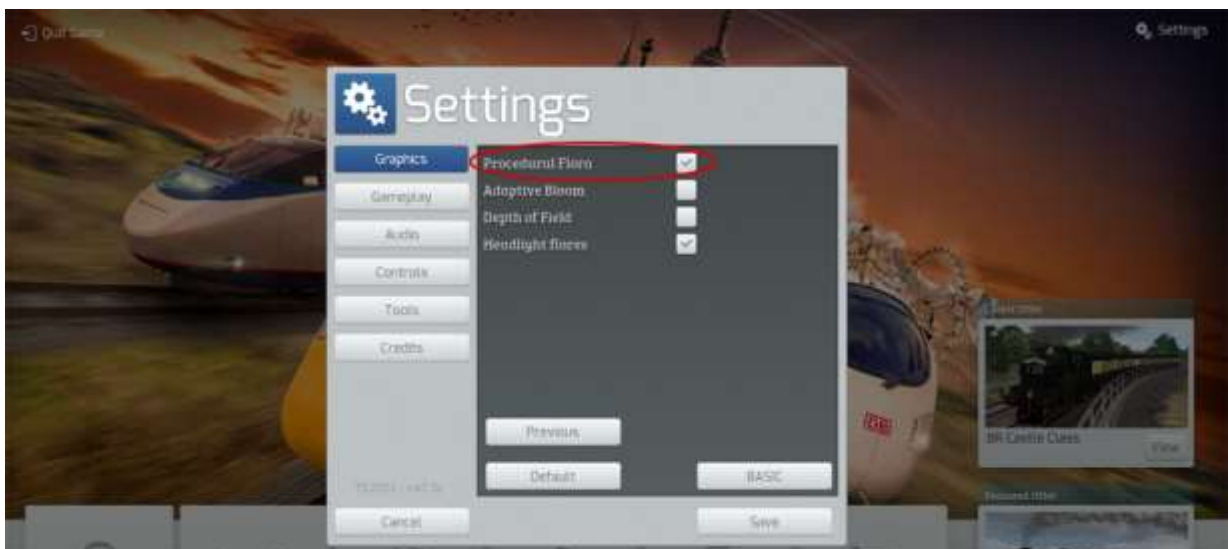 Quit Game
Settings
Settings
Graphics
Procedural Flora
Gameplay
Adaptive Bloom
Depth of Field
Audio
Headlight flares
Controls
Tools
Credits
Previous
Default
BASIC
Cancel
Save
BR Castle Class
View